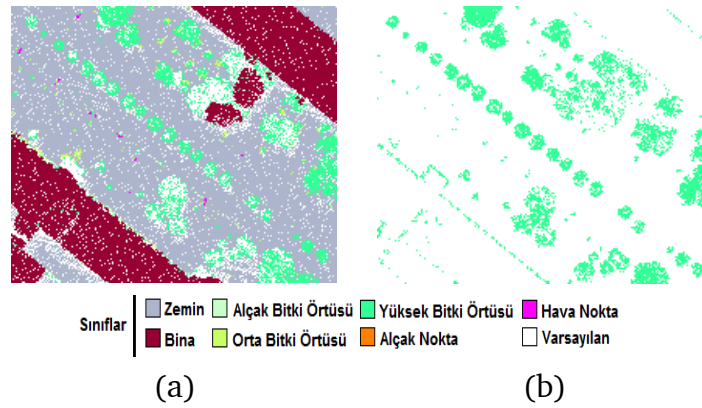 Sınıflar
Zemin Alçak Bitki Örtüsü Yüksek Bitki Örtüsü Hava Nokta
Bina Orta Bitki Örtüsü Alçak Nokta Varsayılan
(a) (b)